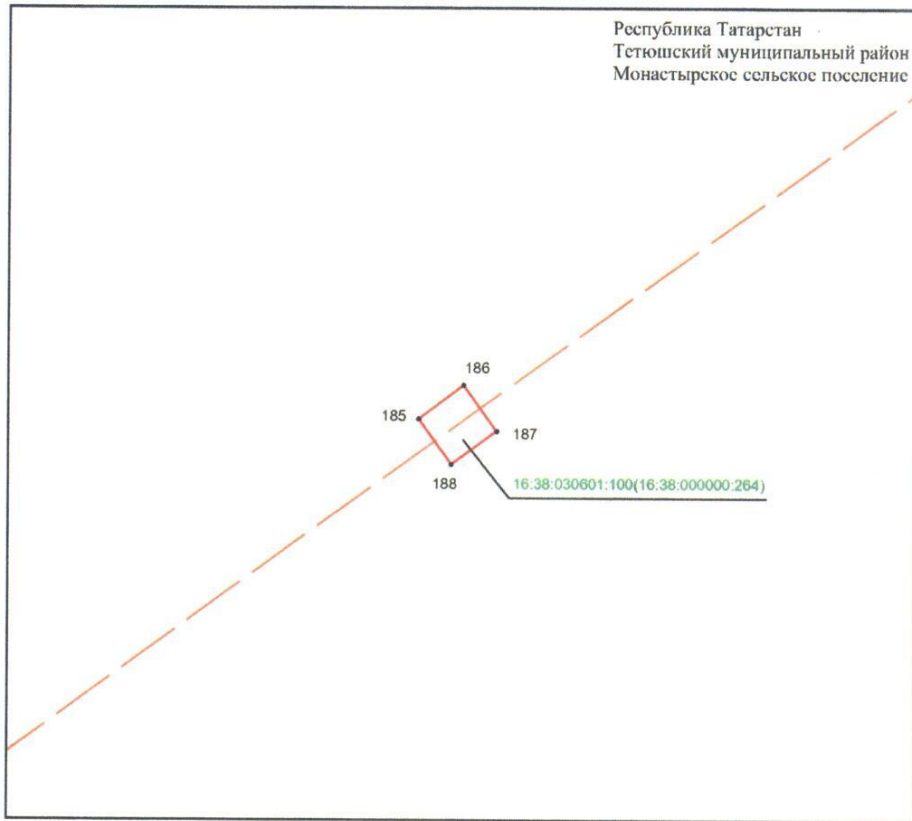 Республика Татарстан
Тетюшский муниципальный район
Монастырское сельское поселение
186
185
187
188
16:38:030601:100(16:38:000000:264)